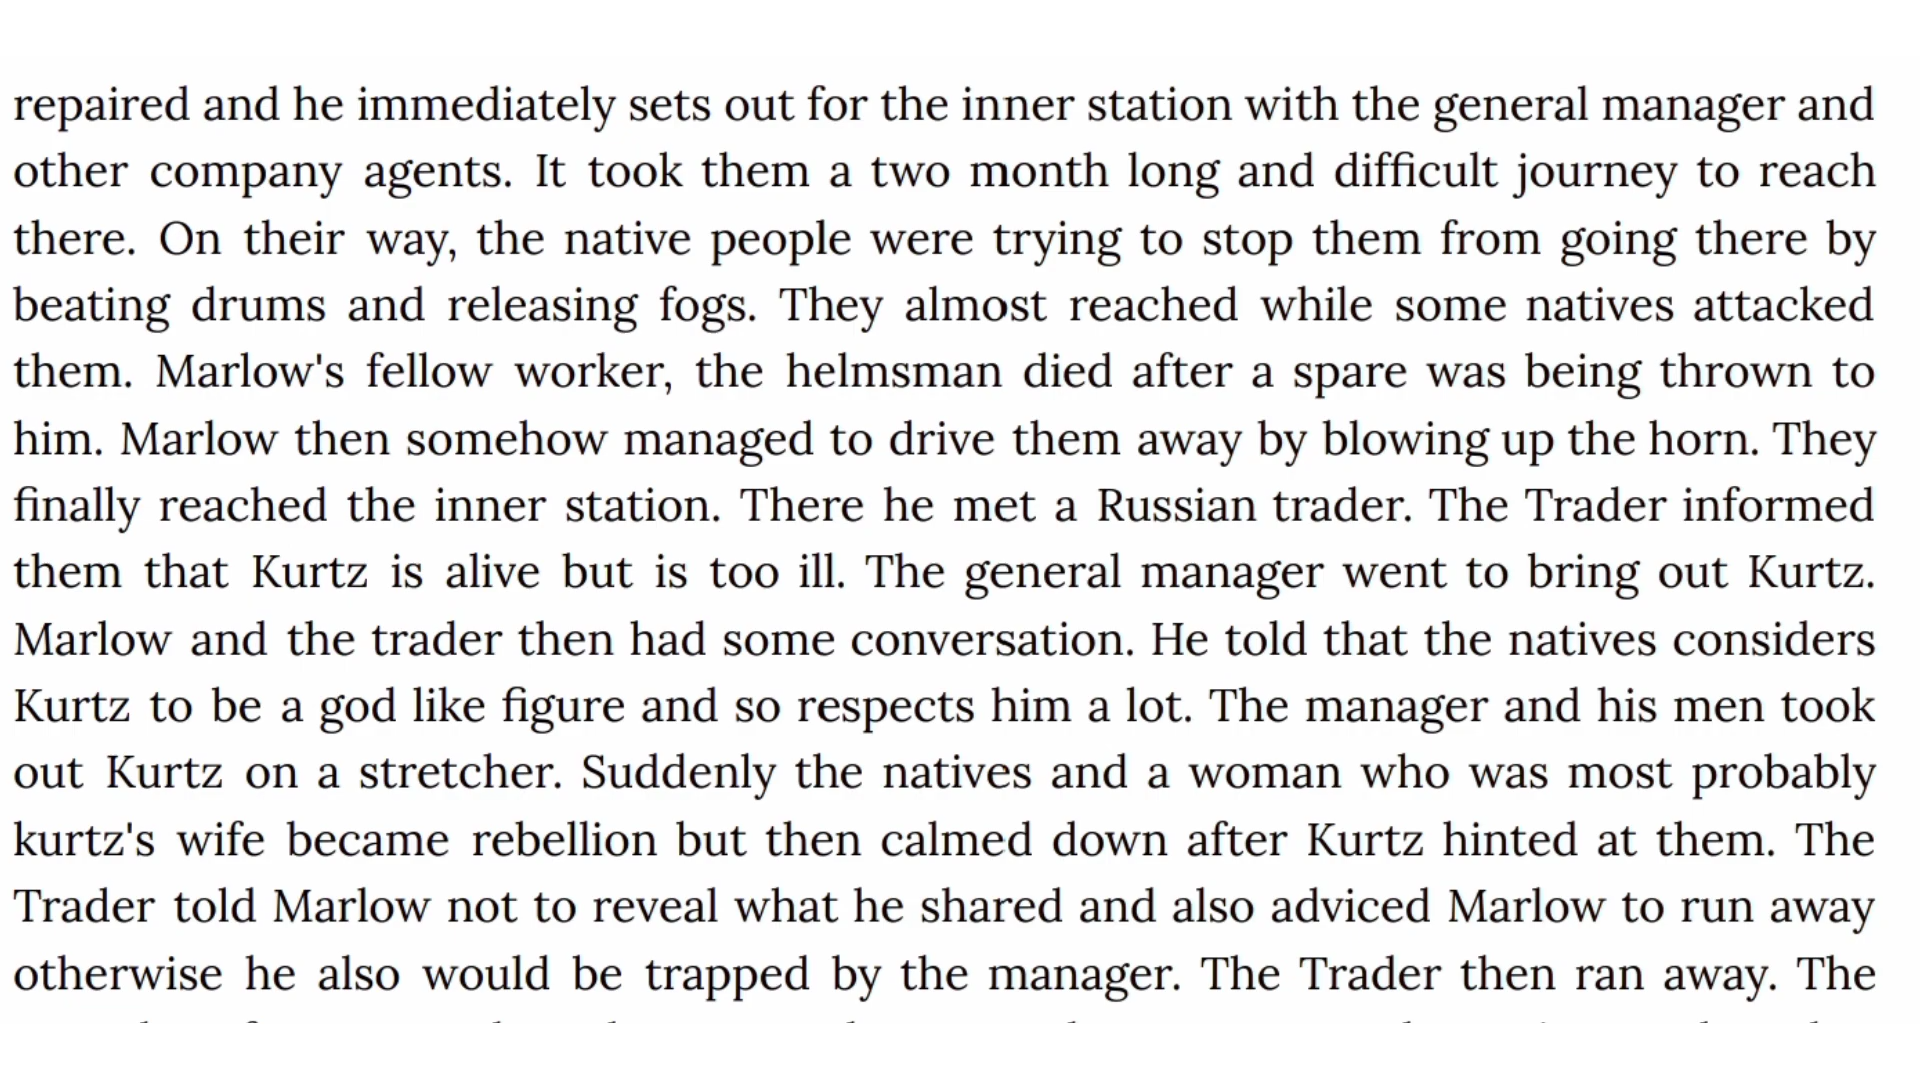 repaired and he immediately sets out for the inner station with the general manager and
other company agents. It took them a two month long and difficult journey to reach
there. On their way, the native people were trying to stop them from going there by
beating drums and releasing fogs. They almost reached while some natives attacked
them. Marlow's fellow worker, the helmsman died after a spare was being thrown to
him. Marlow then somehow managed to drive them away by blowing up the horn. They
finally reached the inner station. There he met a Russian trader. The Trader informed
them that Kurtz is alive but is too ill. The general manager went to bring out Kurtz.
Marlow and the trader then had some conversation. He told that the natives considers
Kurtz to be a god like figure and so respects him a lot. The manager and his men took
out Kurtz on a stretcher. Suddenly the natives and a woman who was most probably
kurtz's wife became rebellion but then calmed down after Kurtz hinted at them. The
Trader told Marlow not to reveal what he shared and also adviced Marlow to run away
otherwise he also would be trapped by the manager. The Trader then ran away. The